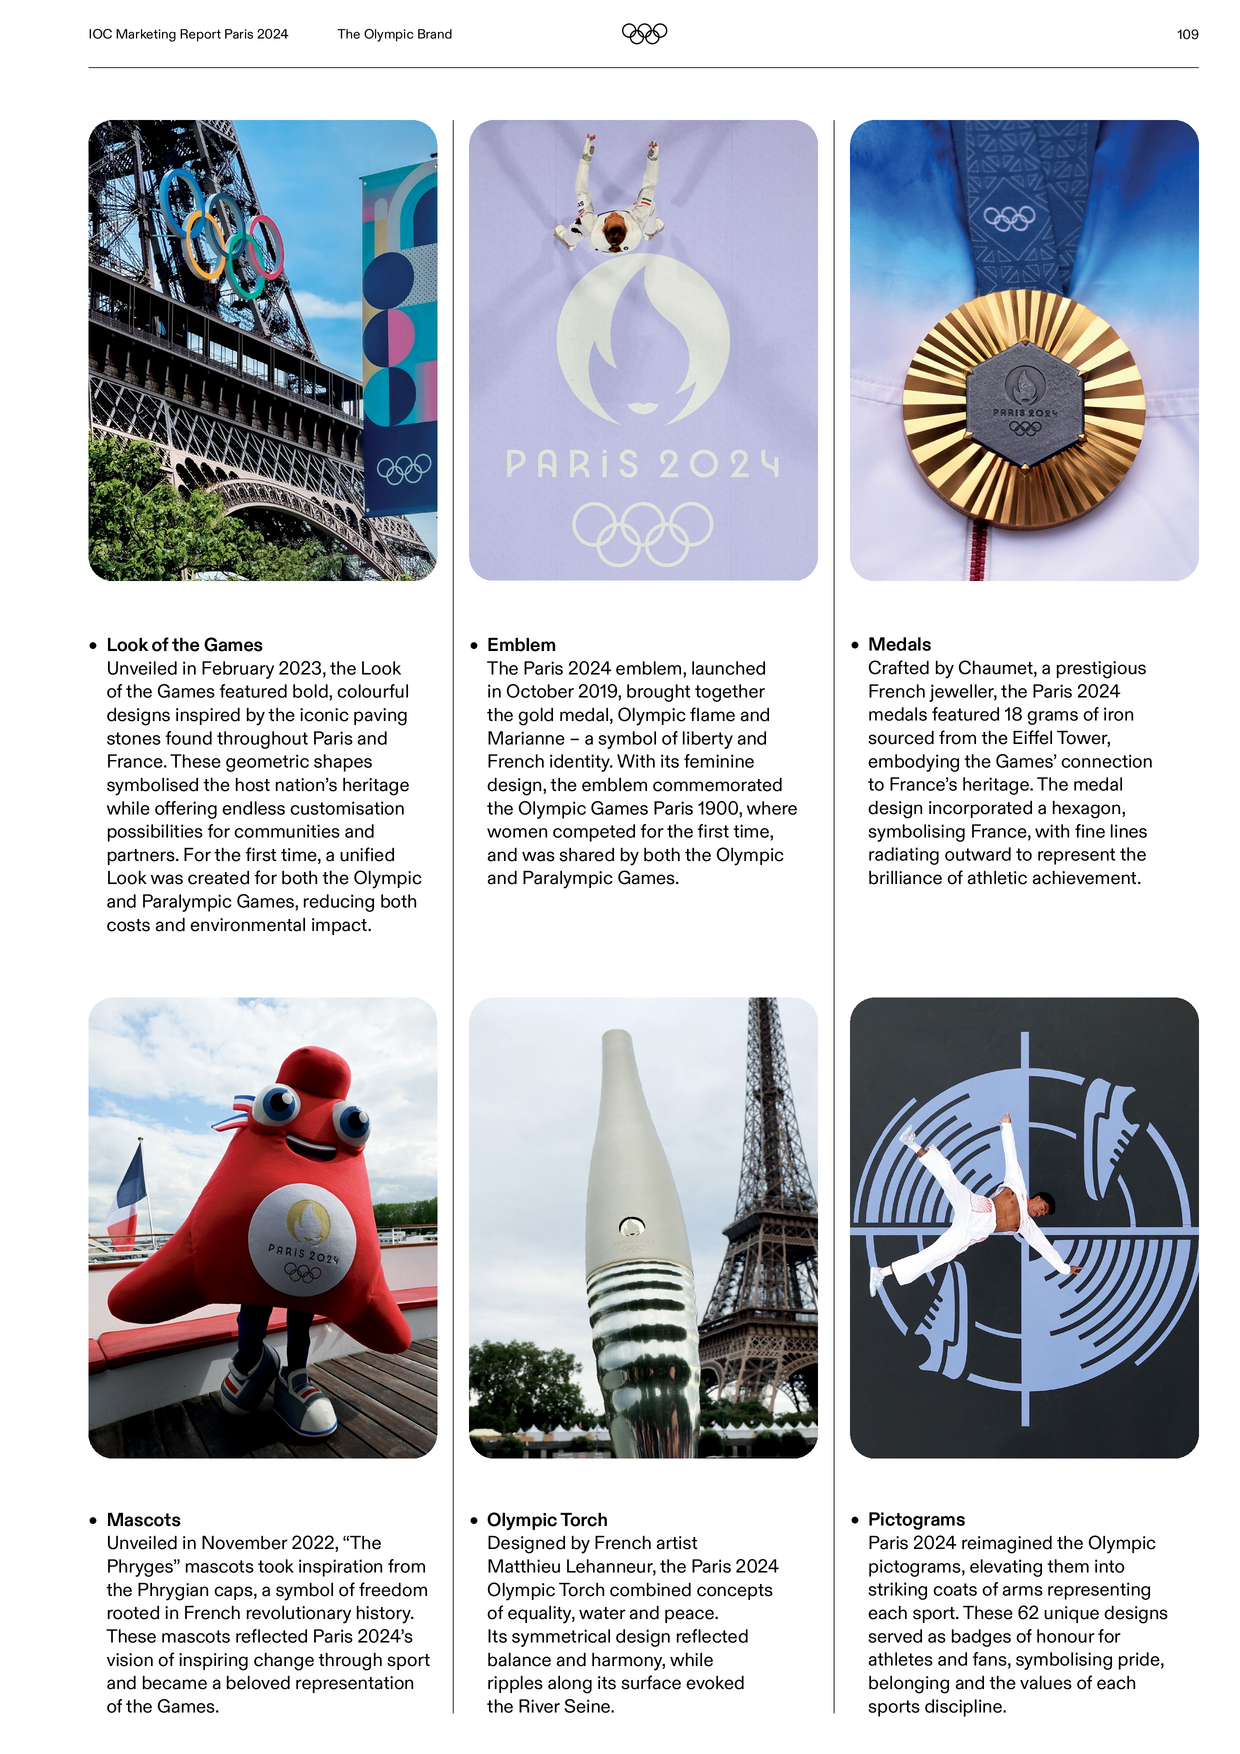 IOC Marketing Report Paris 2024
The Olympic Brand
109
PARiS 2024
PARIS 2024
• Look of the Games
Unveiled in February 2023, the Look
of the Games featured bold, colourful
designs inspired by the iconic paving
stones found throughout Paris and
France. These geometric shapes
symbolised the host nation’s heritage
while offering endless customisation
possibilities for communities and
partners. For the first time, a unified
Look was created for both the Olympic
and Paralympic Games, reducing both
costs and environmental impact.
• Emblem
The Paris 2024 emblem, launched
in October 2019, brought together
the gold medal, Olympic flame and
Marianne – a symbol of liberty and
French identity. With its feminine
design, the emblem commemorated
the Olympic Games Paris 1900, where
women competed for the first time,
and was shared by both the Olympic
and Paralympic Games.
• Medals
Crafted by Chaumet, a prestigious
French jeweller, the Paris 2024
medals featured 18 grams of iron
sourced from the Eiffel Tower,
embodying the Games’ connection
to France’s heritage. The medal
design incorporated a hexagon,
symbolising France, with fine lines
radiating outward to represent the
brilliance of athletic achievement.
PARIS 2024
• Mascots
Unveiled in November 2022, “The
Phryges” mascots took inspiration from
the Phrygian caps, a symbol of freedom
rooted in French revolutionary history.
These mascots reflected Paris 2024’s
vision of inspiring change through sport
and became a beloved representation
of the Games.
• Olympic Torch
Designed by French artist
Matthieu Lehanneur, the Paris 2024
Olympic Torch combined concepts
of equality, water and peace.
Its symmetrical design reflected
balance and harmony, while
ripples along its surface evoked
the River Seine.
• Pictograms
Paris 2024 reimagined the Olympic
pictograms, elevating them into
striking coats of arms representing
each sport. These 62 unique designs
served as badges of honour for
athletes and fans, symbolising pride,
belonging and the values of each
sports discipline.